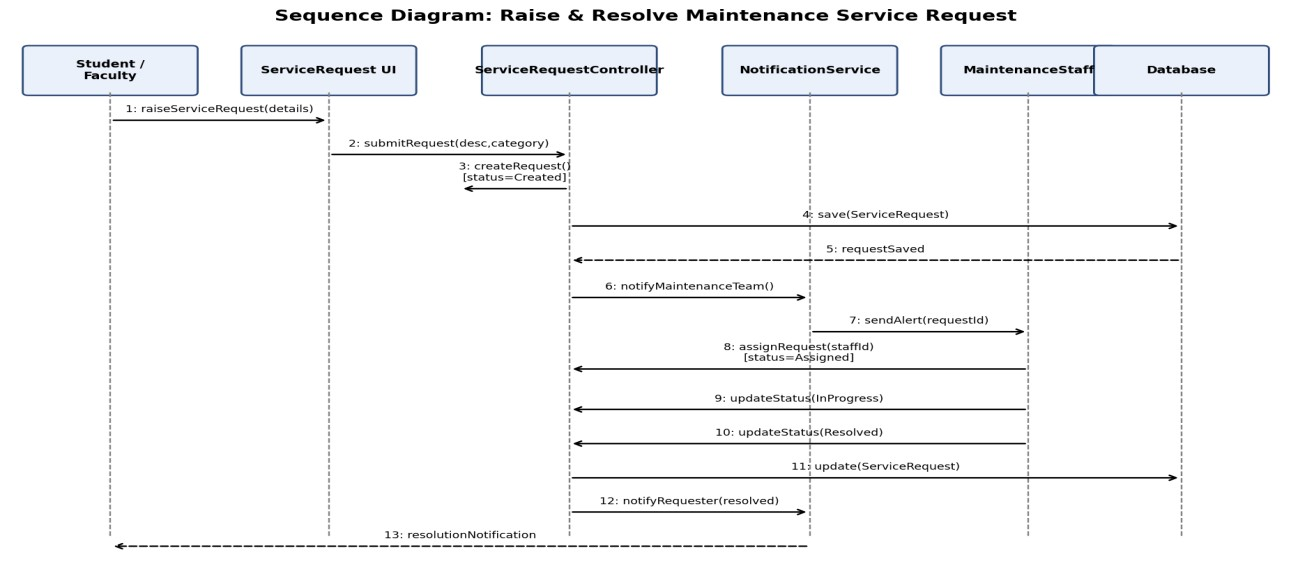 Sequence Diagram: Raise & Resolve Maintenance Service Request
Student /
Faculty
ServiceRequest UI
ServiceRequestController
NotificationService
MaintenanceStaff
Database
1: raiseServiceRequest(details)
2: submitRequest(desc,category)
3: createRequest()
[status=Created]
4: save(ServiceRequest)
5: requestSaved
6: notifyMaintenanceTeam()
7: sendAlert(requestId)
8: assignRequest(staffId)
[status=Assigned]
9: updateStatus(InProgress)
10: updateStatus(Resolved)
11: update(ServiceRequest)
12: notifyRequester(resolved)
13: resolutionNotification